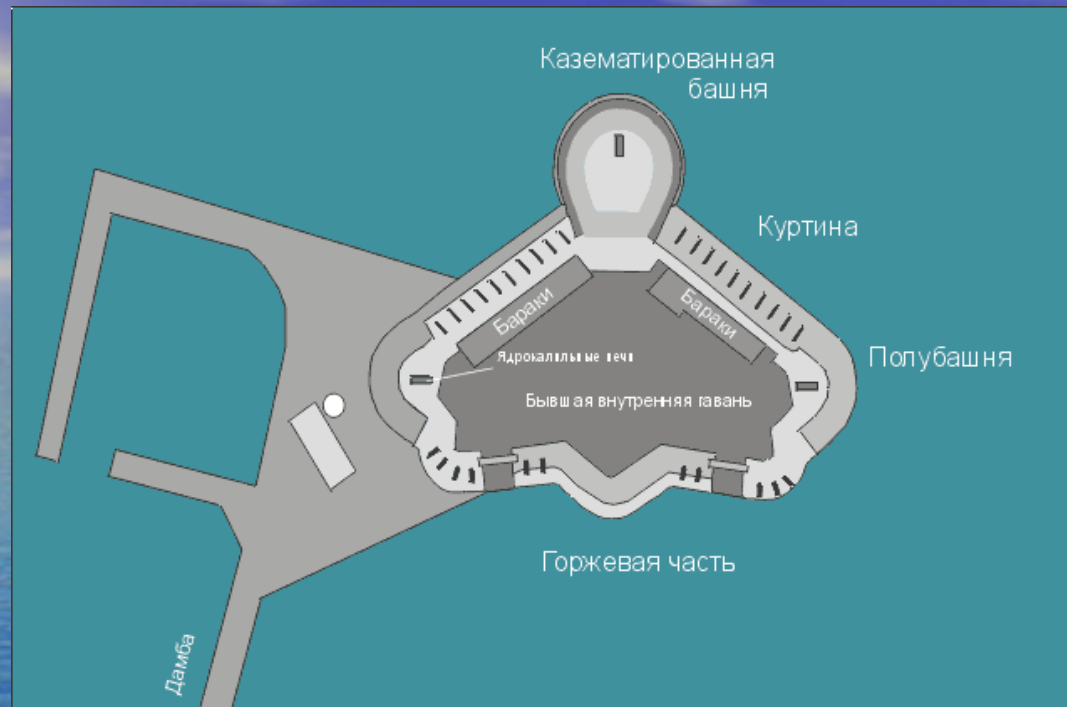 Казематированная
башня
Куртина
Бараки
Бараки
Полубашня
Ядрокалильные печи
Бывшая внутренняя гавань
Горжевая часть
Дамба